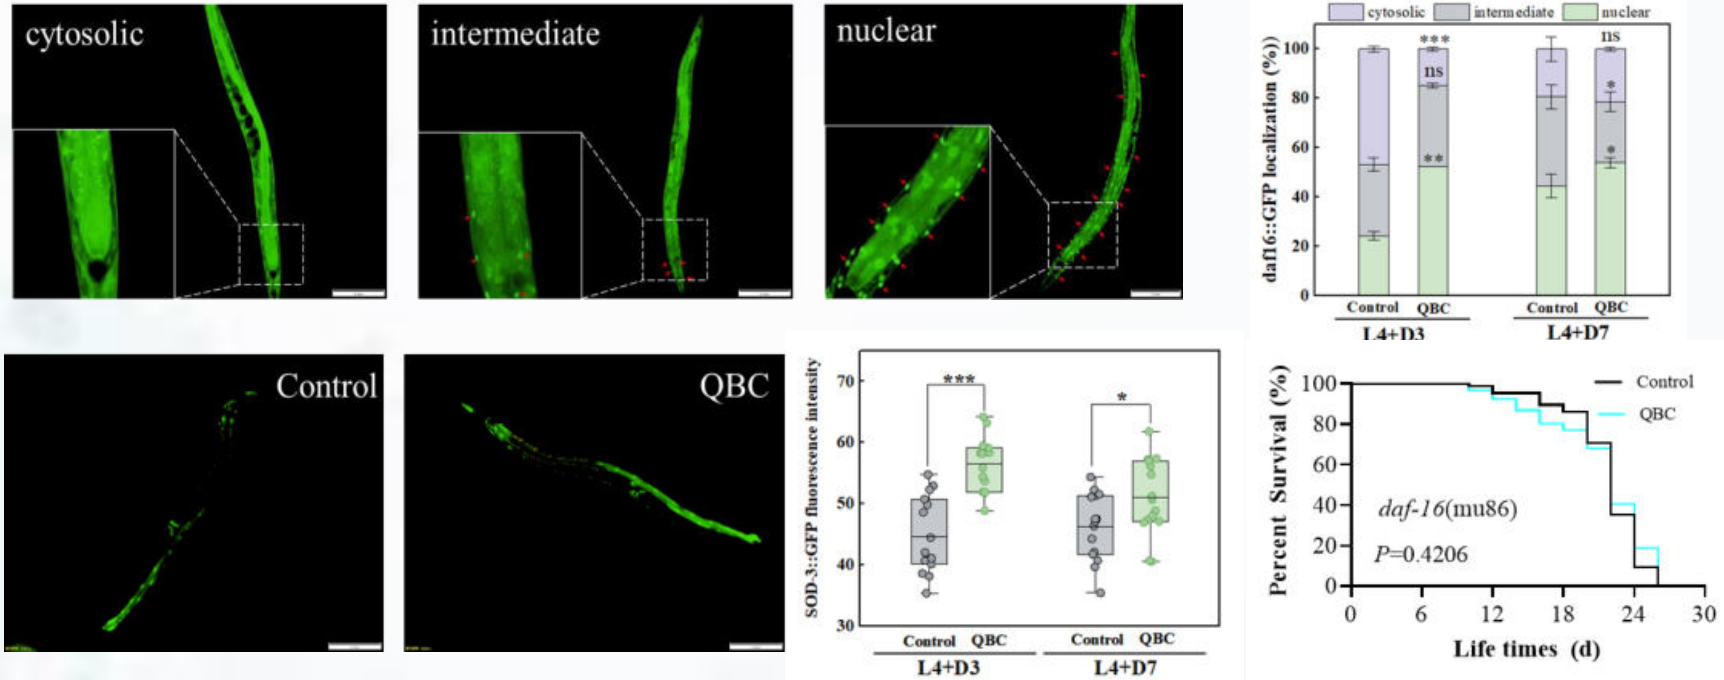 cytosolic
intermediate
nuclear
cytosolic intermediate nuclear
daf16::GFP localization (%))
100
80
60
40
20
0
***
ns
**
ns
*
*
Control QBC Control QBC
L4+D3 L4+D7
Control
QBC
SOD-3::GFP fluorescence intensity
70
60
50
40
30
***
*
Control QBC Control QBC
L4+D3 L4+D7
Percent Survival (%)
100
80
60
40
20
0
Control
QBC
daf-16(mu86)
P=0.4206
0 6 12 18 24 30
Life times (d)